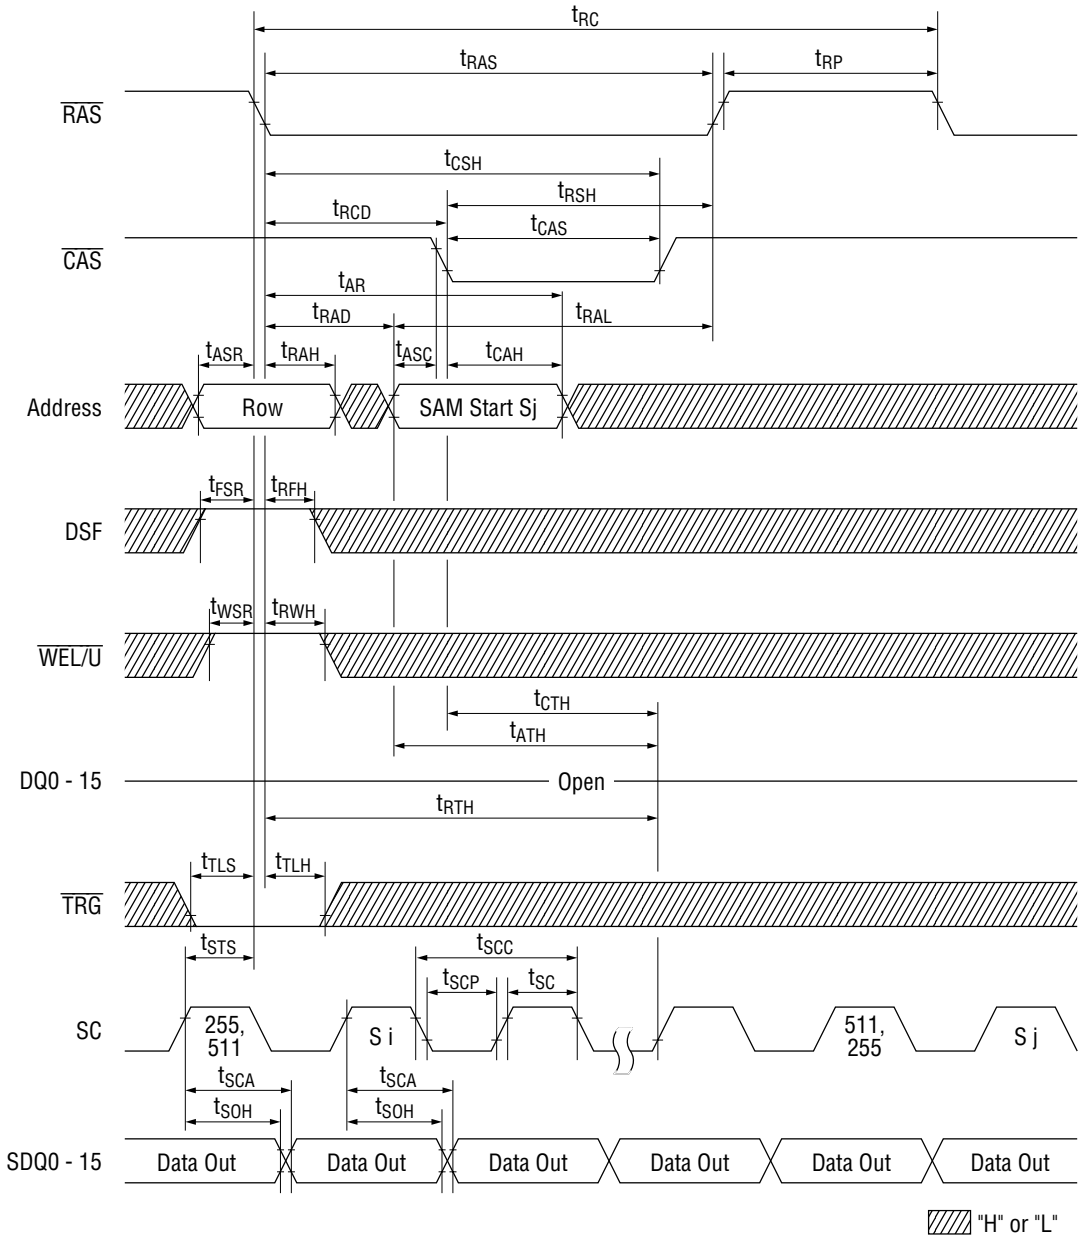 tRC
tRAS
tRP
RAS
tCSH
tRSH
tRCD
tCAS
CAS
tAR
tRAD
tRAL
tASR
tRAH
tASC
tCAH
Address
Row
SAM Start Sj
tFSR
tRFH
DSF
tWSR
tRWH
WEL/U
tCTH
tATH
DQ0 - 15
Open
tRTH
tTLS
tTLH
TRG
tSTS
tSCC
tSCP
tSC
SC
255,
511
S i
511,
255
S j
tSCA
tSCA
tSOH
tSOH
SDQ0 - 15
Data Out
Data Out
Data Out
Data Out
Data Out
Data Out
"H" or "L"